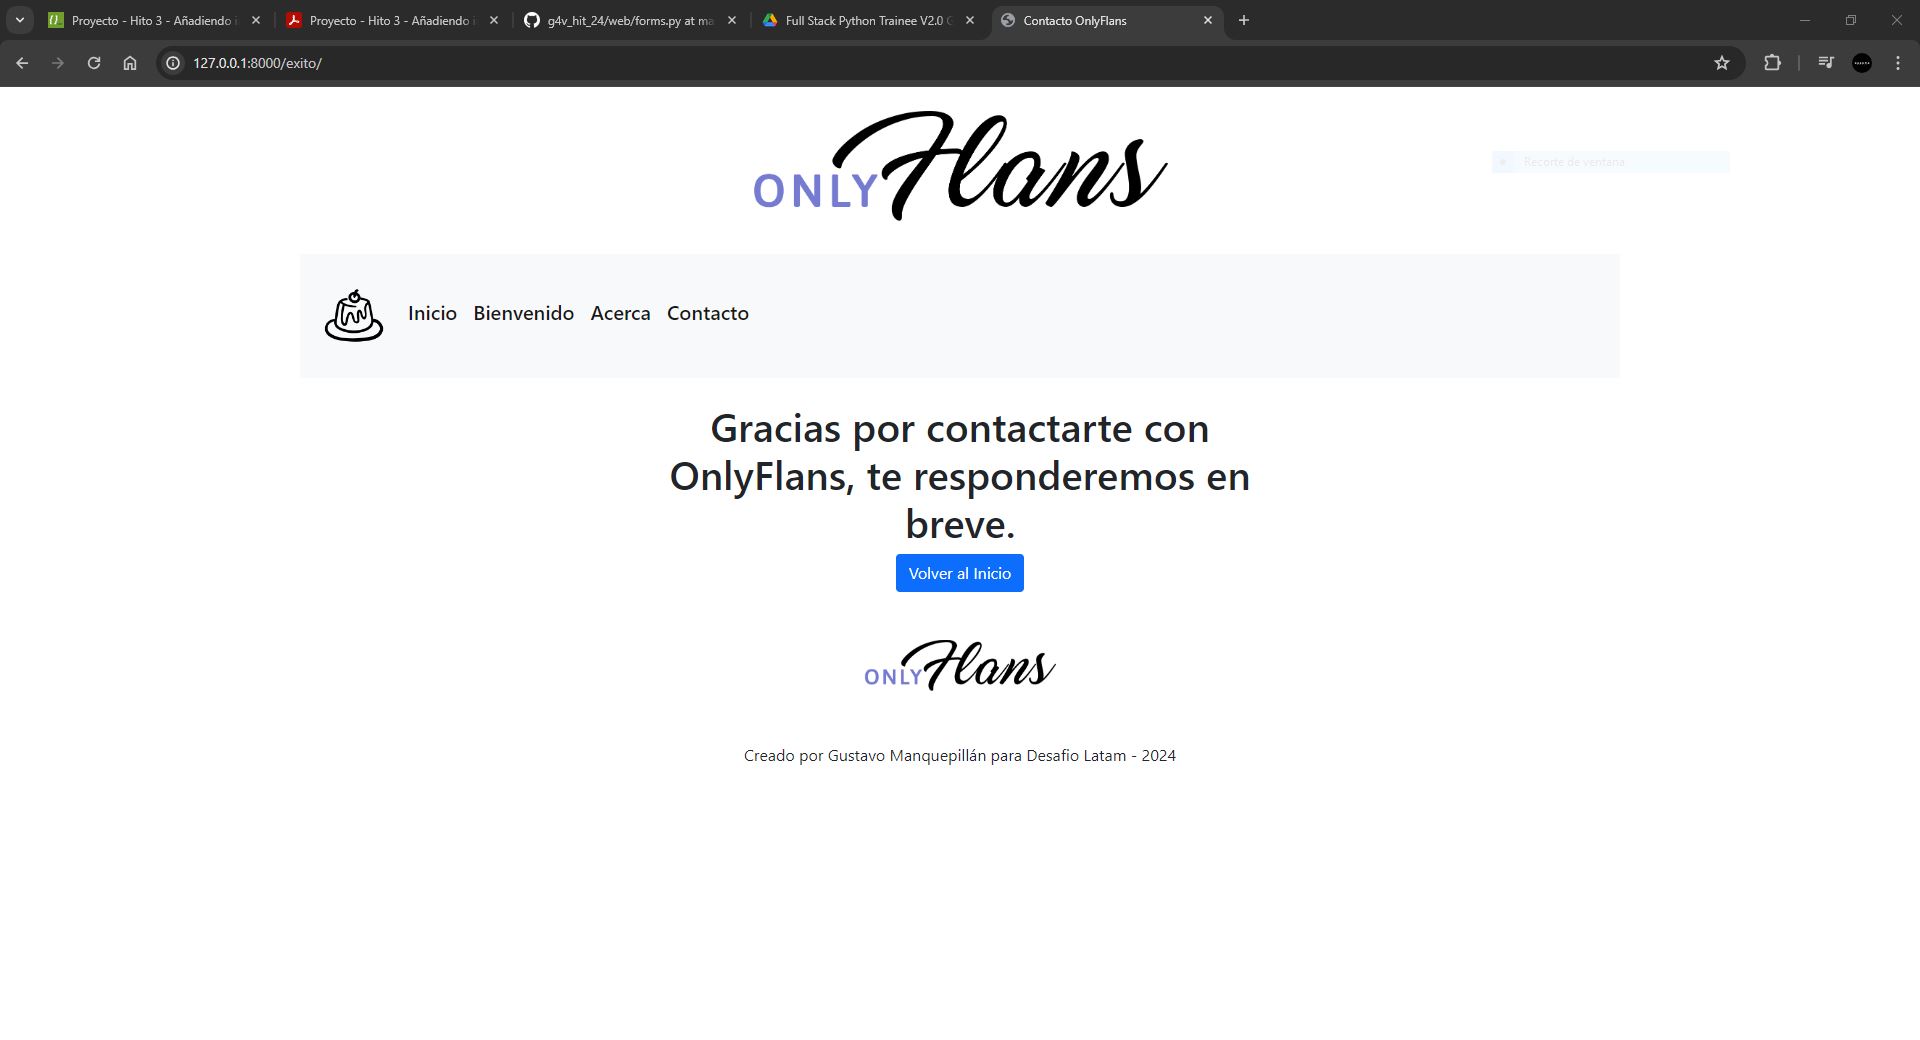 Proyecto - Hito 3 - Añadiendo
Proyecto - Hito 3 - Añadiendo
g4v_hit_24/web/forms.py at ma
Full Stack Python Trainee V2.0 G
Contacto OnlyFlans
127.0.0.1:8000/exito/
ONLY Flans
Recorte de ventana
Inicio Bienvenido Acerca Contacto
Gracias por contactarte con
OnlyFlans, te responderemos en
breve.
Volver al Inicio
ONLY Flans
Creado por Gustavo Manquepillán para Desafio Latam - 2024